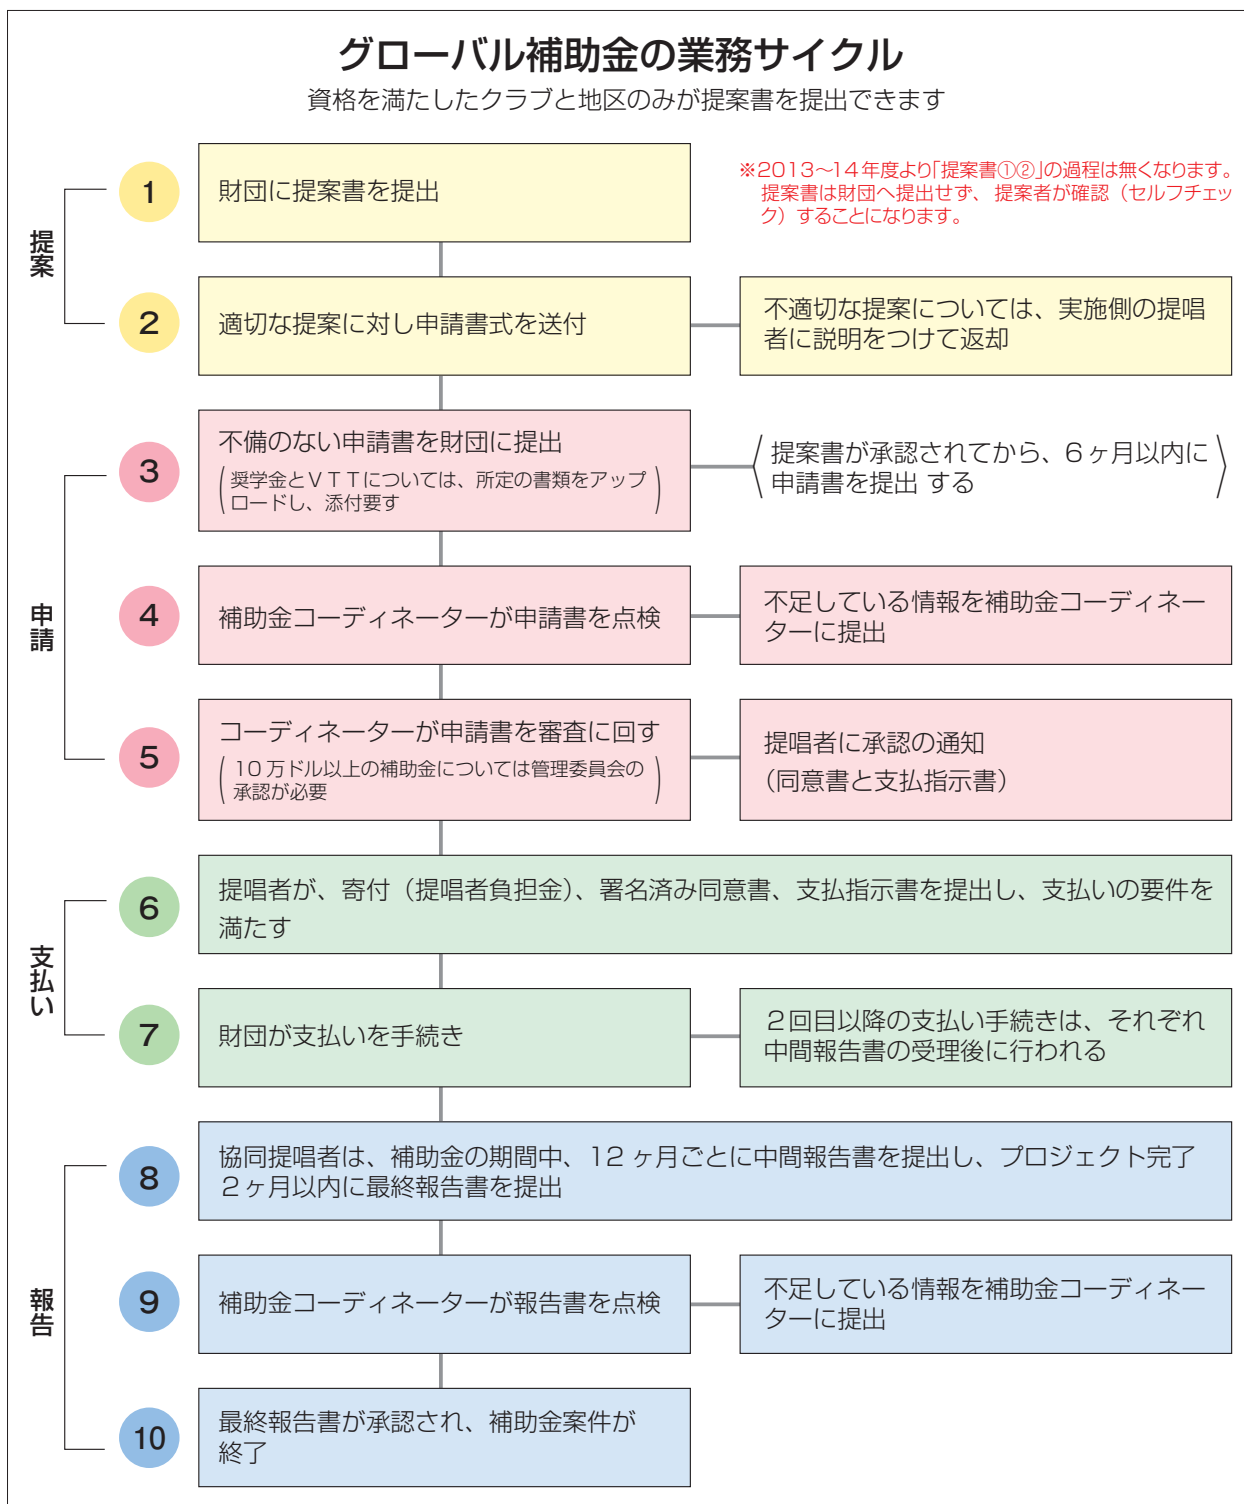 グローバル補助金の業務サイクル
資格を満たしたクラブと地区のみが提案書を提出できます
提案
1
財団に提案書を提出
※2013〜14年度より「提案書①②」の過程は無くなります。
提案書は財団へ提出せず、提案者が確認（セルフチェッ
ク）することになります。
2
適切な提案に対し申請書式を送付
不適切な提案については、実施側の提唱
者に説明をつけて返却
申請
3
不備のない申請書を財団に提出
（奨学金とＶＴＴについては、所定の書類をアップ
ロードし、添付要す）
〈提案書が承認されてから、６ヶ月以内に
申請書を提出 する〉
4
補助金コーディネーターが申請書を点検
不足している情報を補助金コーディネー
ターに提出
5
コーディネーターが申請書を審査に回す
（10万ドル以上の補助金については管理委員会の
承認が必要）
提唱者に承認の通知
（同意書と支払指示書）
支払い
6
提唱者が、寄付（提唱者負担金）、署名済み同意書、支払指示書を提出し、支払いの要件を
満たす
7
財団が支払いを手続き
２回目以降の支払い手続きは、それぞれ
中間報告書の受理後に行われる
報告
8
協同提唱者は、補助金の期間中、12ヶ月ごとに中間報告書を提出し、プロジェクト完了
２ヶ月以内に最終報告書を提出
9
補助金コーディネーターが報告書を点検
不足している情報を補助金コーディネー
ターに提出
10
最終報告書が承認され、補助金案件が
終了